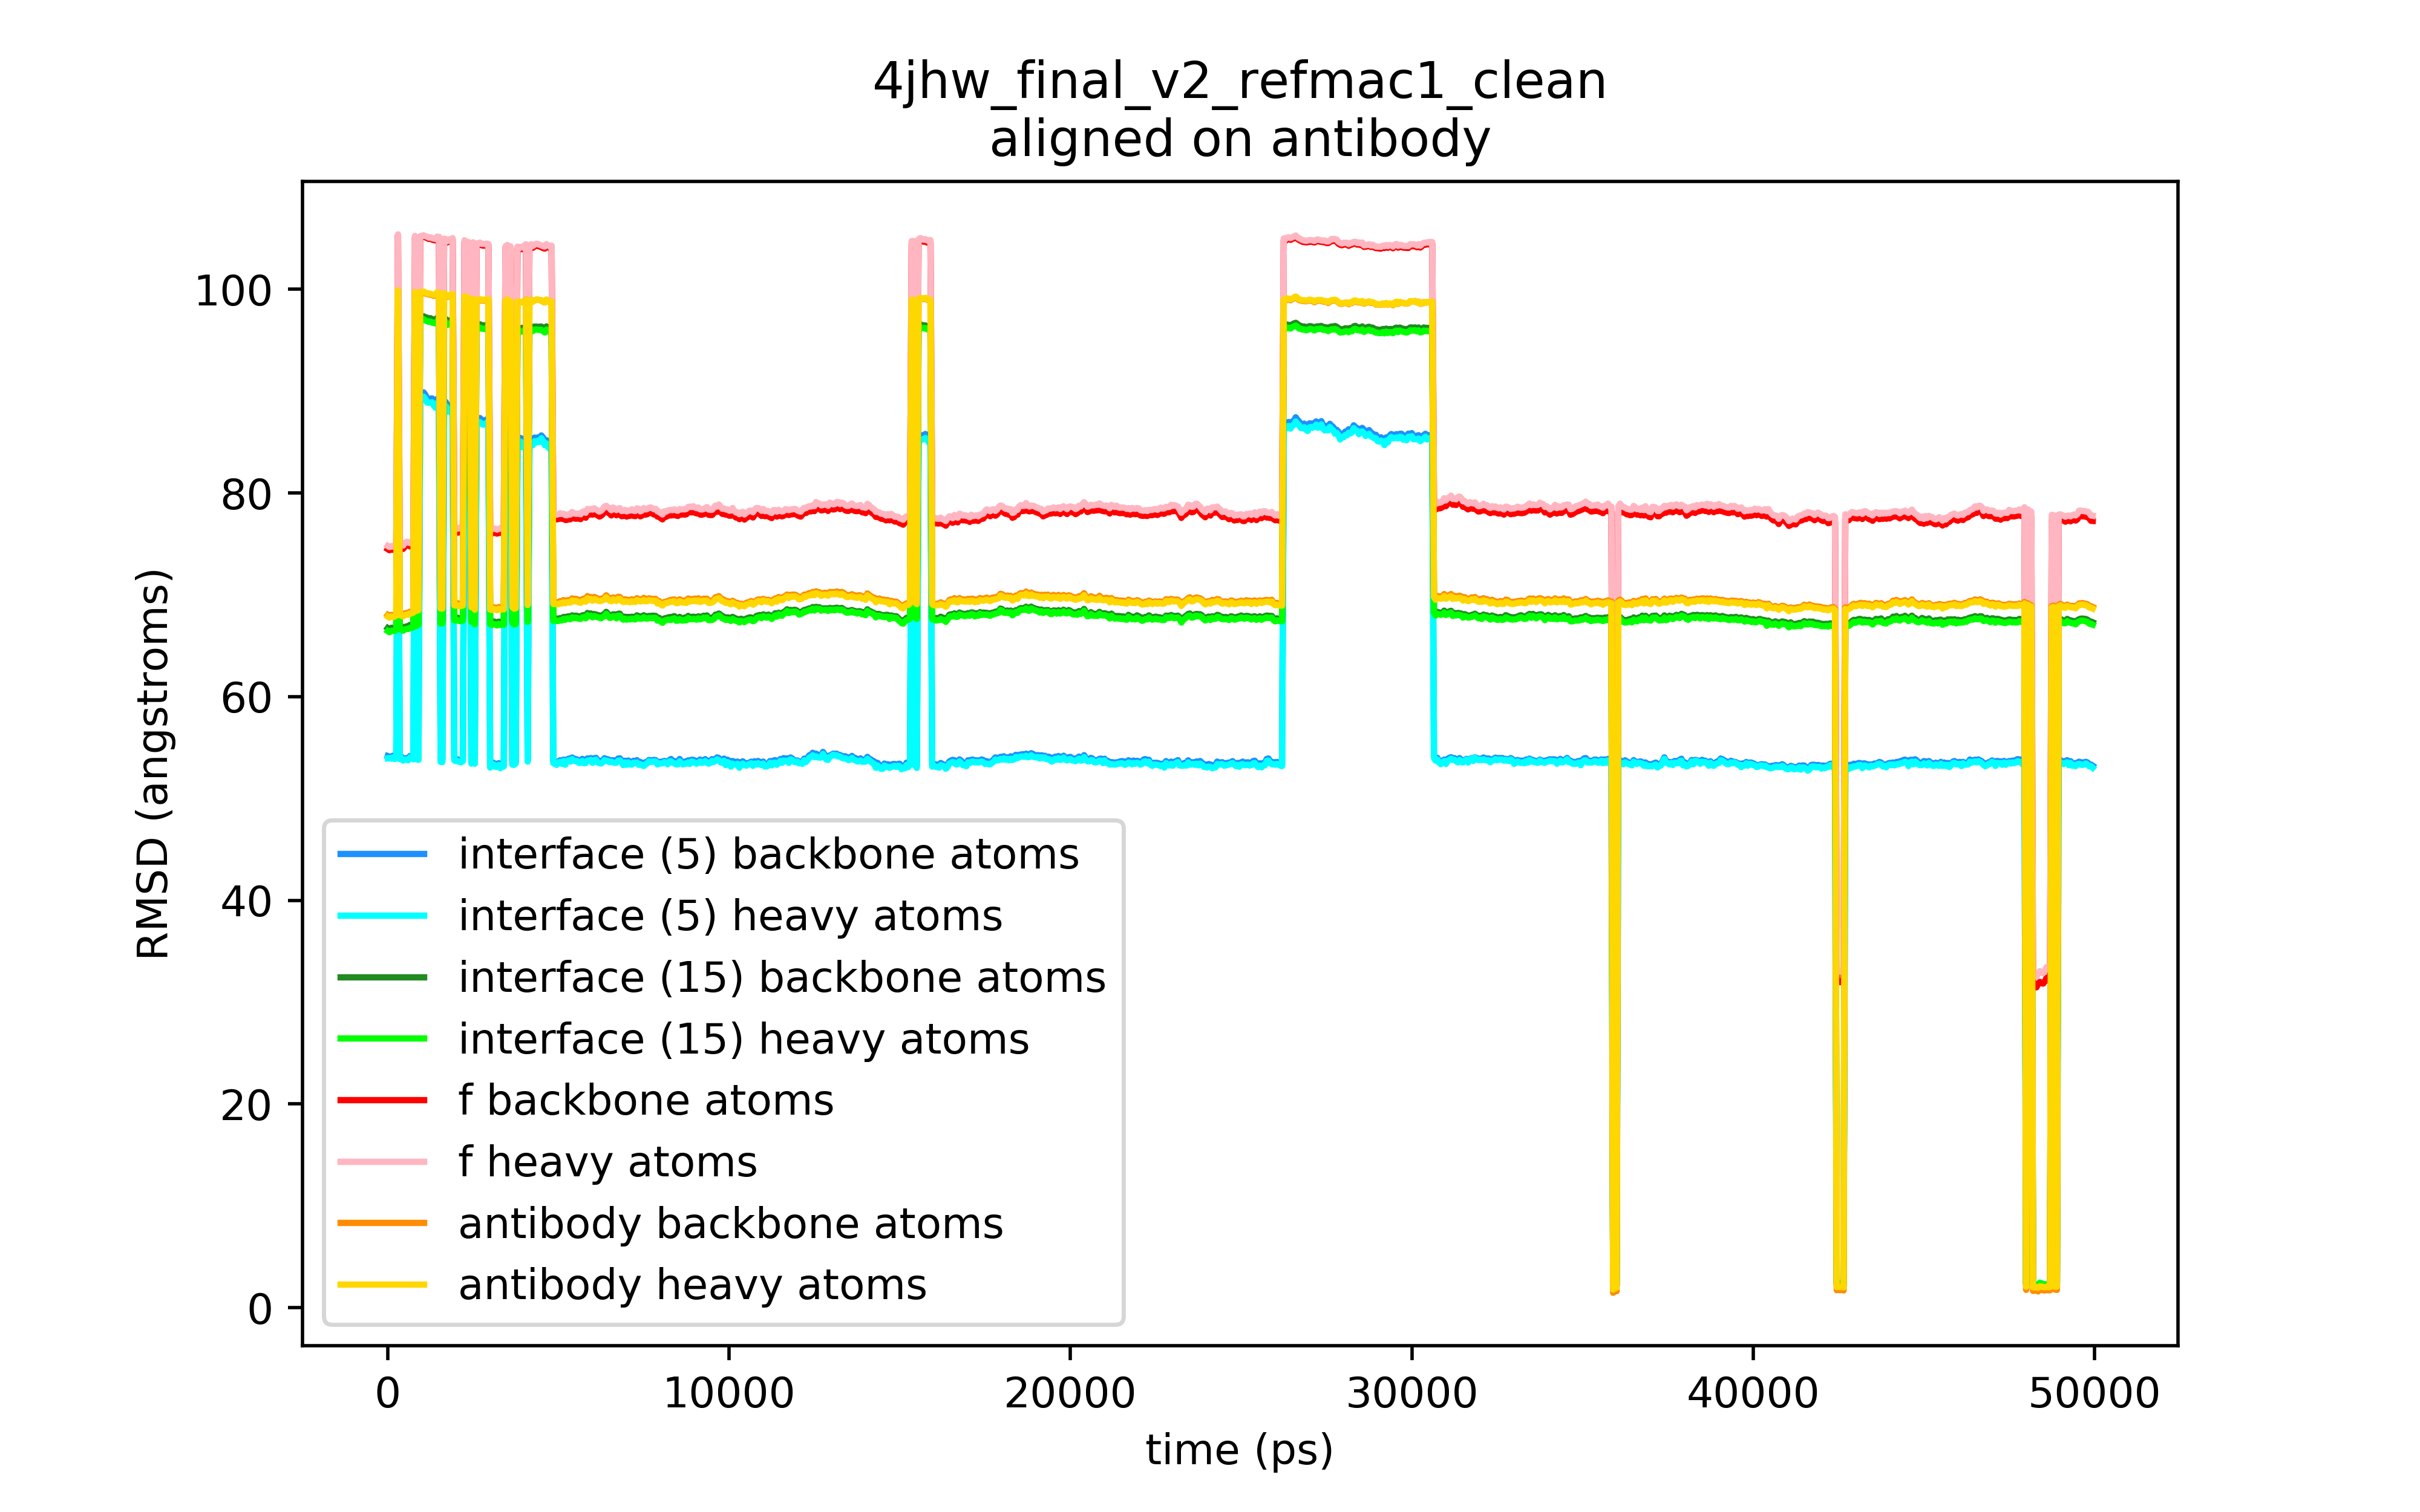 4jhw_final_v2_refmac1_clean
aligned on antibody
RMSD (angstroms)
100
80
60
40
20
0
interface (5) backbone atoms
interface (5) heavy atoms
interface (15) backbone atoms
interface (15) heavy atoms
f backbone atoms
f heavy atoms
antibody backbone atoms
antibody heavy atoms
0 10000 20000 30000 40000 50000
time (ps)